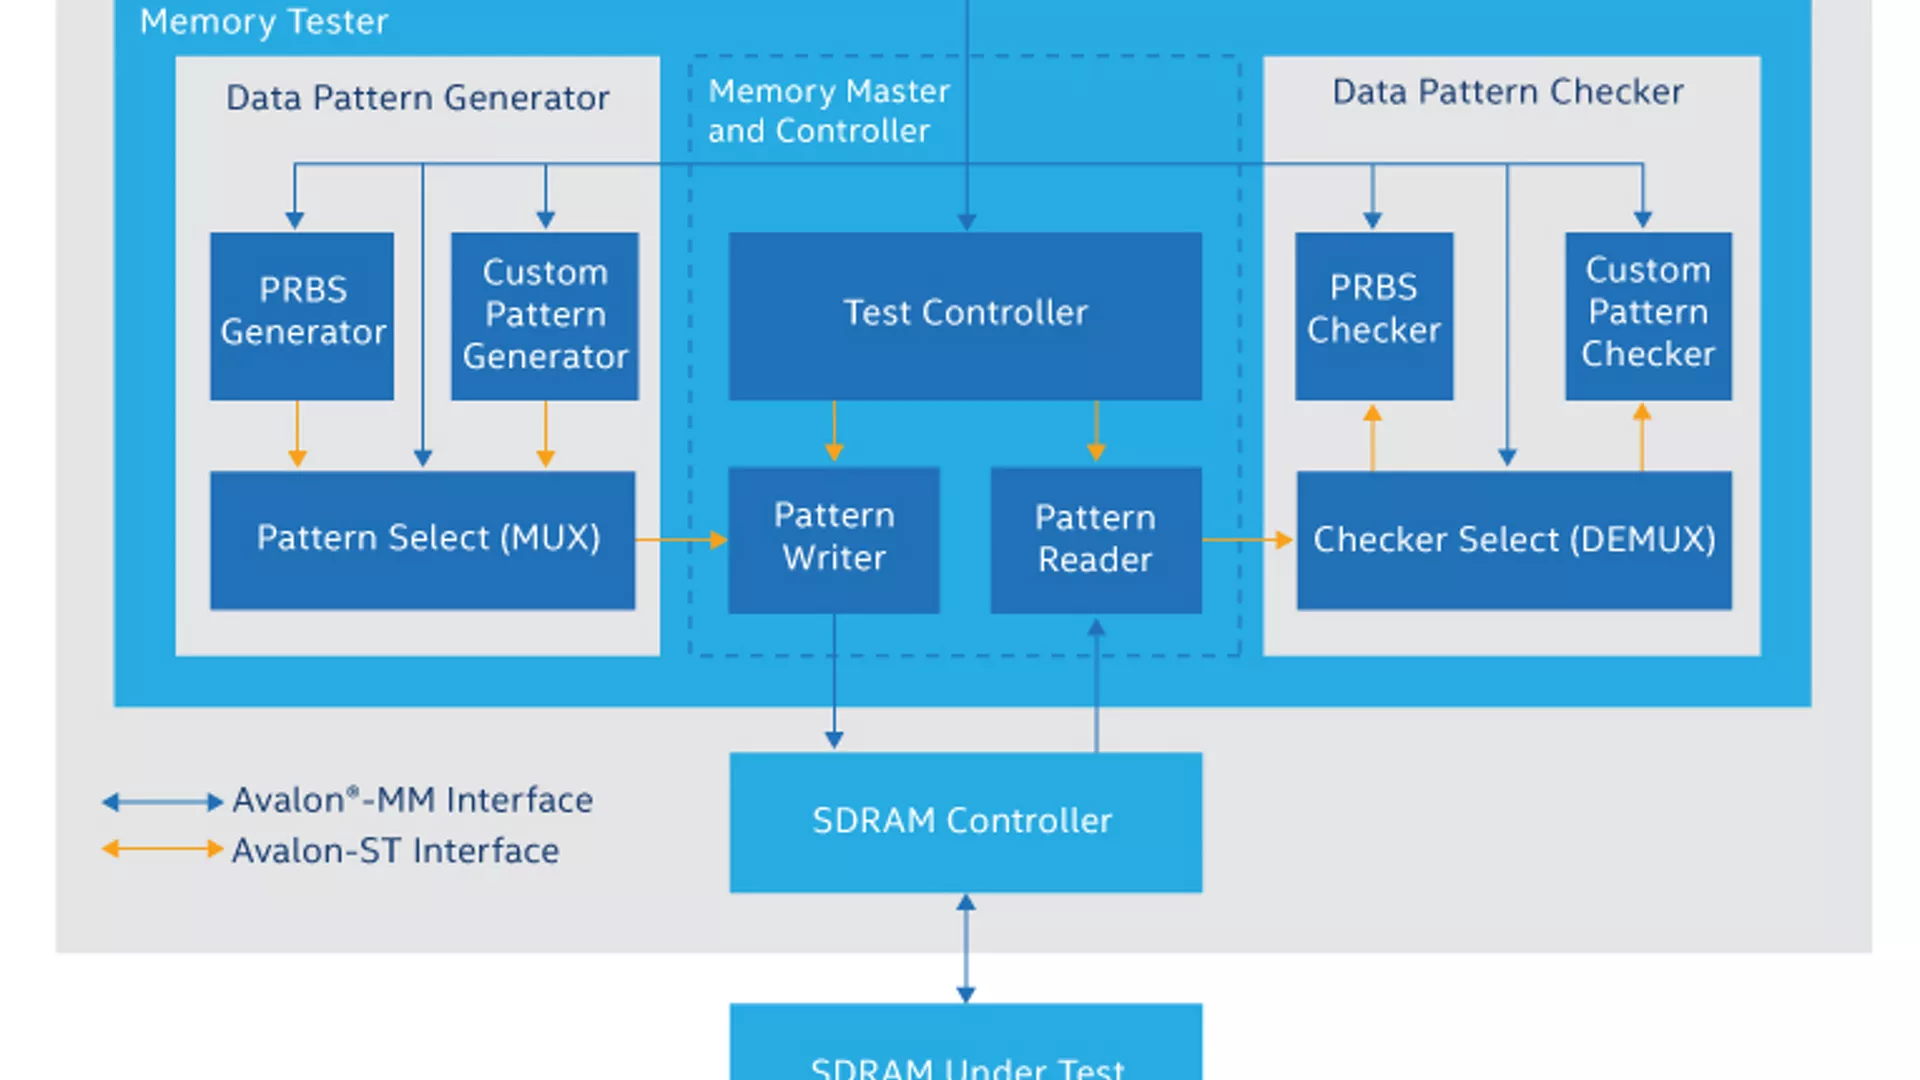 Memory Tester
Data Pattern Generator
Memory Master
and Controller
Data Pattern Checker
PRBS
Generator
Custom
Pattern
Generator
Test Controller
PRBS
Checker
Custom
Pattern
Checker
Pattern Select (MUX)
Pattern
Writer
Pattern
Reader
Checker Select (DEMUX)
Avalon®-MM Interface
Avalon-ST Interface
SDRAM Controller
SDRAM Under Test